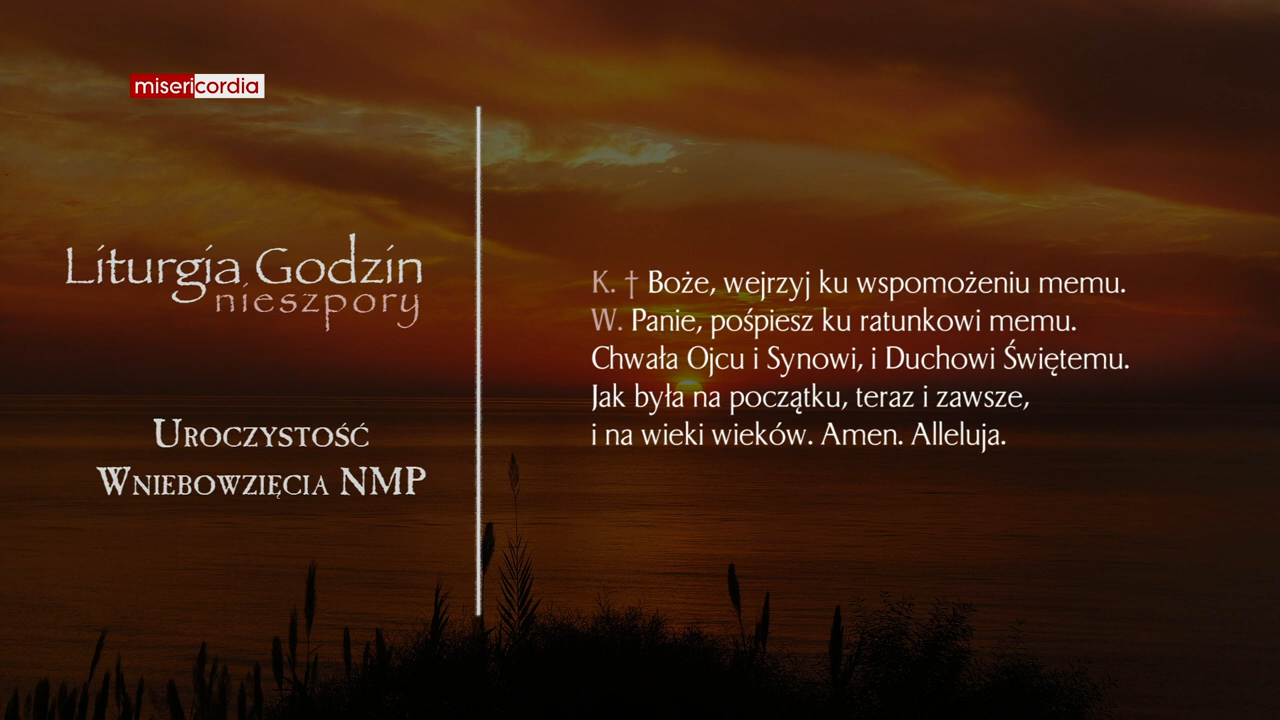 misericordia
Liturgia Godzin
nieszpory
Uroczystość
Wniebowzięcia NMP
K. † Boże, wejrzyj ku wspomożeniu memu.
W. Panie, pośpiesz ku ratunkowi memu.
Chwała Ojcu i Synowi, i Duchowi Świętemu.
Jak była na początku, teraz i zawsze,
i na wieki wieków. Amen. Alleluja.